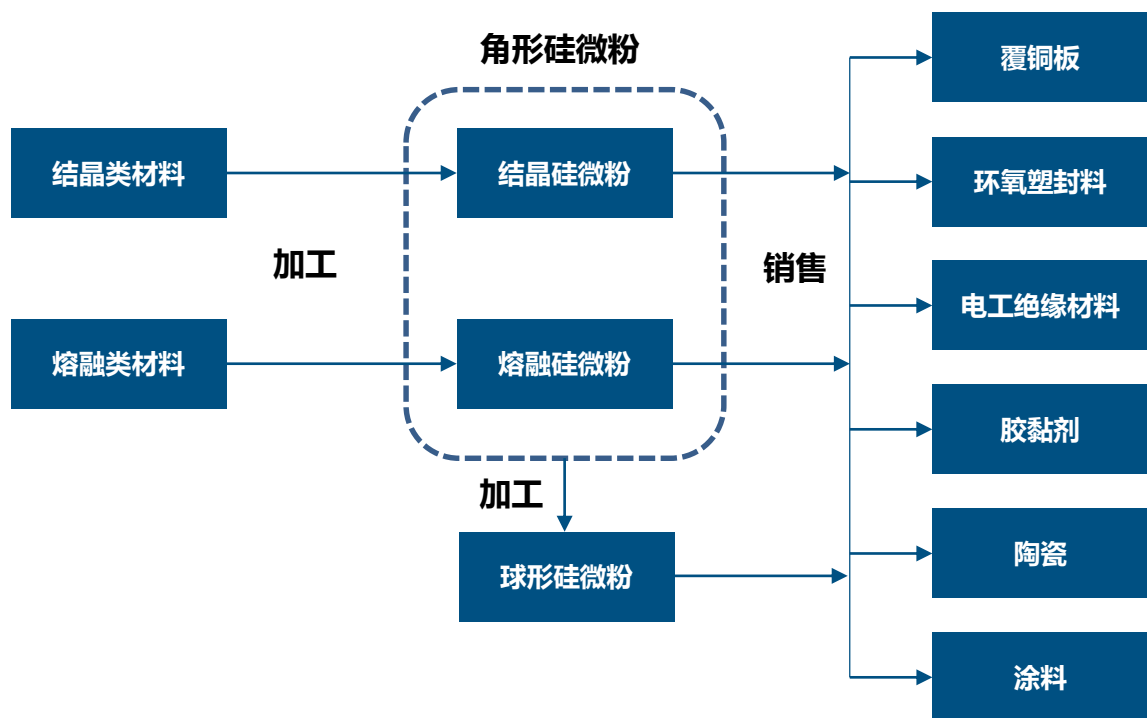 角形硅微粉
覆铜板
结晶类材料
结晶硅微粉
环氧塑封料
加工
销售
电工绝缘材料
熔融类材料
熔融硅微粉
胶黏剂
加工
球形硅微粉
陶瓷
涂料